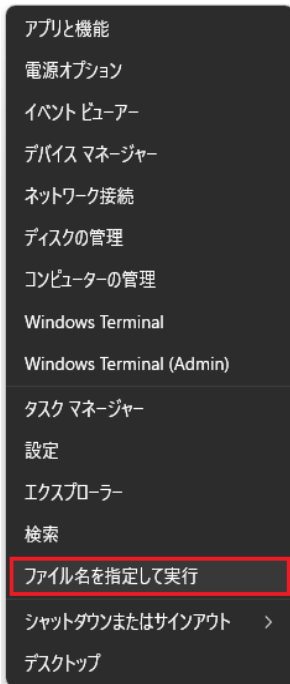 アプリと機能
電源オプション
イベント ビューアー
デバイス マネージャー
ネットワーク接続
ディスクの管理
コンピューターの管理
Windows Terminal
Windows Terminal (Admin)
タスク マネージャー
設定
エクスプローラー
検索
ファイル名を指定して実行
シャットダウンまたはサインアウト
デスクトップ